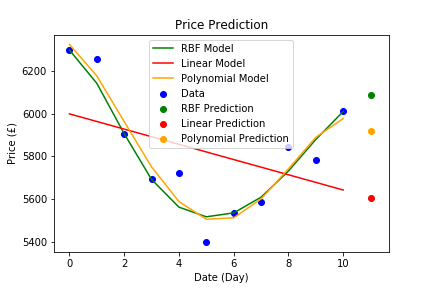 Price Prediction
RBF Model
Linear Model
Polynomial Model
Data
RBF Prediction
Linear Prediction
Polynomial Prediction
6200
6000
5800
5600
5400
Price (£)
0 2 4 6 8 10
Date (Day)